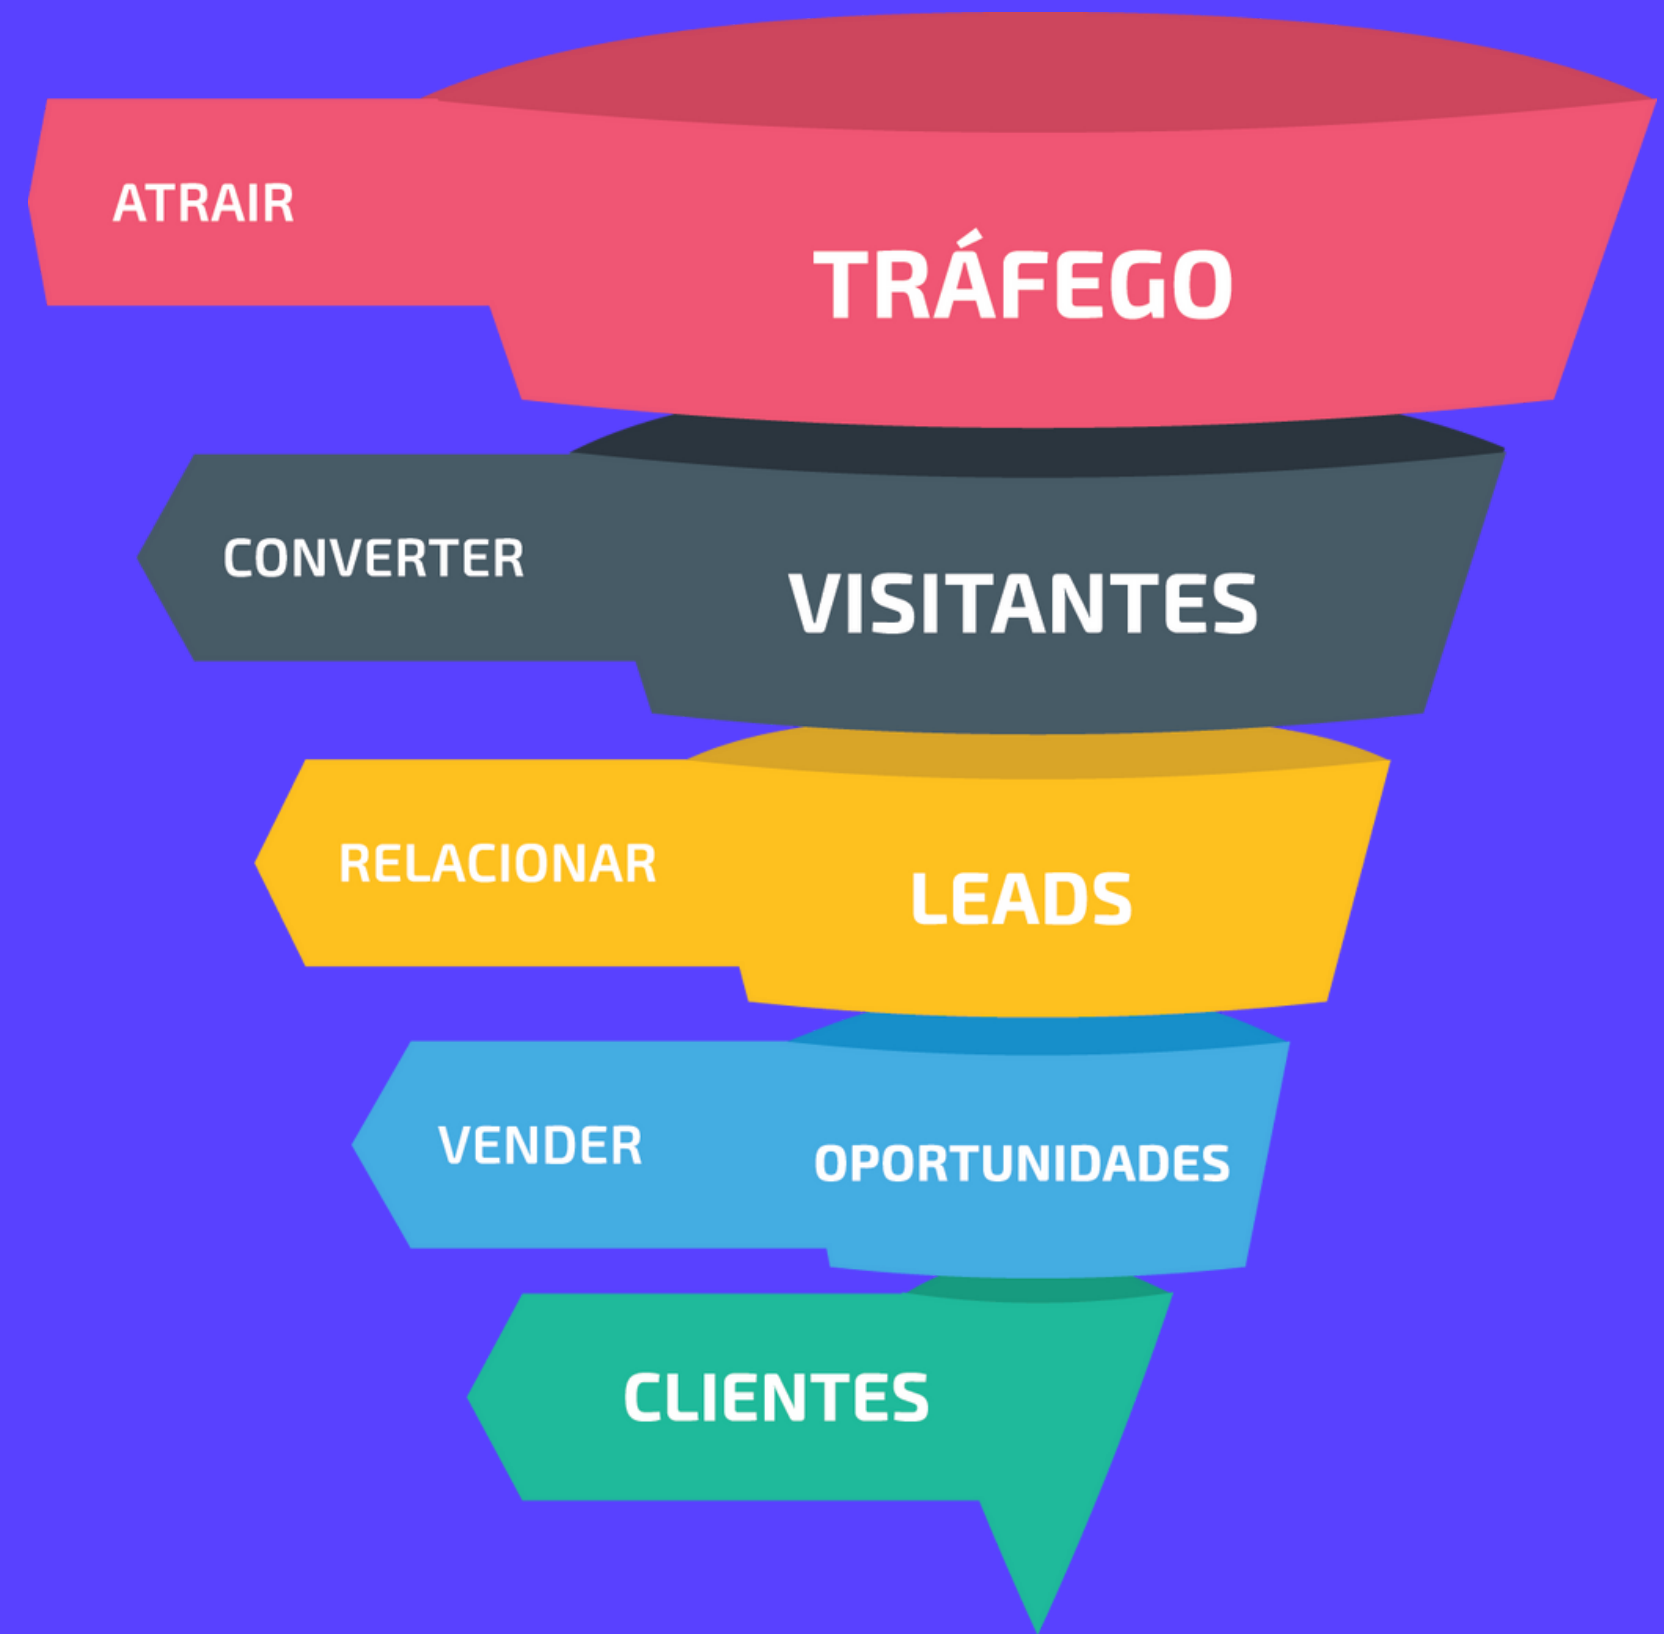 ATRAIR
TRÁFEGO
CONVERTER
VISITANTES
RELACIONAR
LEADS
VENDER
OPORTUNIDADES
CLIENTES